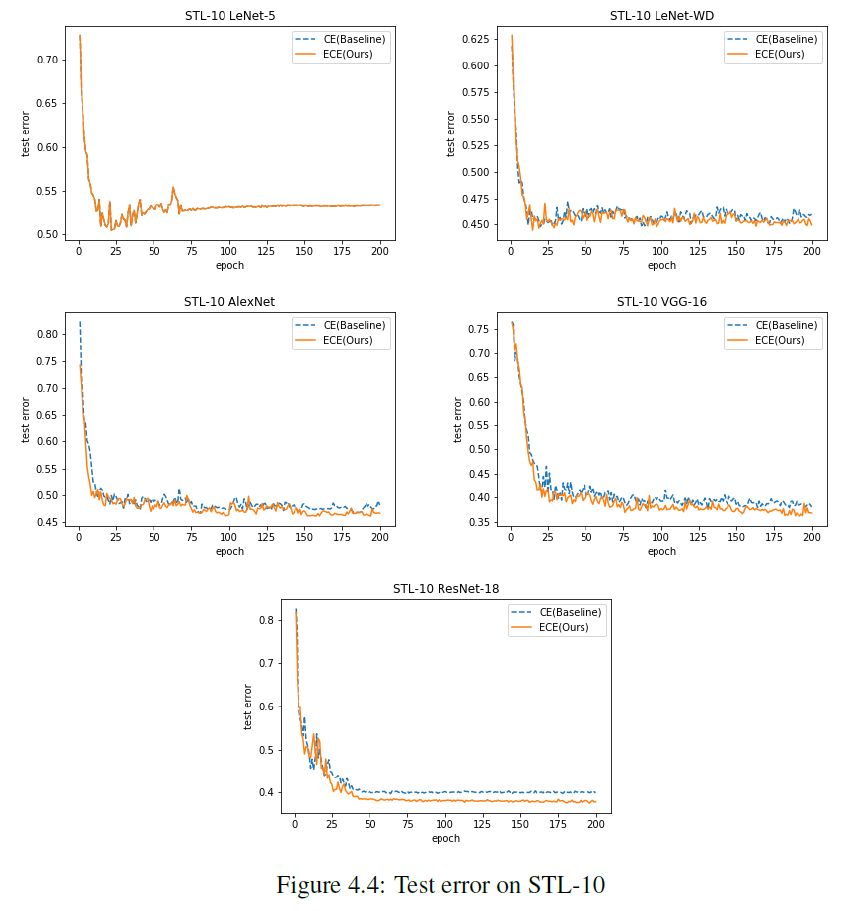 STL-10 LeNet-5
CE(Baseline)
ECE(Ours)
0.70
0.65
0.60
0.55
0.50
test error
0 25 50 75 100 125 150 175 200
epoch
STL-10 LeNet-WD
CE(Baseline)
ECE(Ours)
0.625
0.600
0.575
0.550
0.525
0.500
0.475
0.450
test error
0 25 50 75 100 125 150 175 200
epoch
STL-10 AlexNet
CE(Baseline)
ECE(Ours)
0.80
0.75
0.70
0.65
0.60
0.55
0.50
0.45
test error
0 25 50 75 100 125 150 175 200
epoch
STL-10 VGG-16
CE(Baseline)
ECE(Ours)
0.75
0.70
0.65
0.60
0.55
0.50
0.45
0.40
0.35
test error
0 25 50 75 100 125 150 175 200
epoch
STL-10 ResNet-18
CE(Baseline)
ECE(Ours)
0.8
0.7
0.6
0.5
0.4
test error
0 25 50 75 100 125 150 175 200
epoch
Figure 4.4: Test error on STL-10